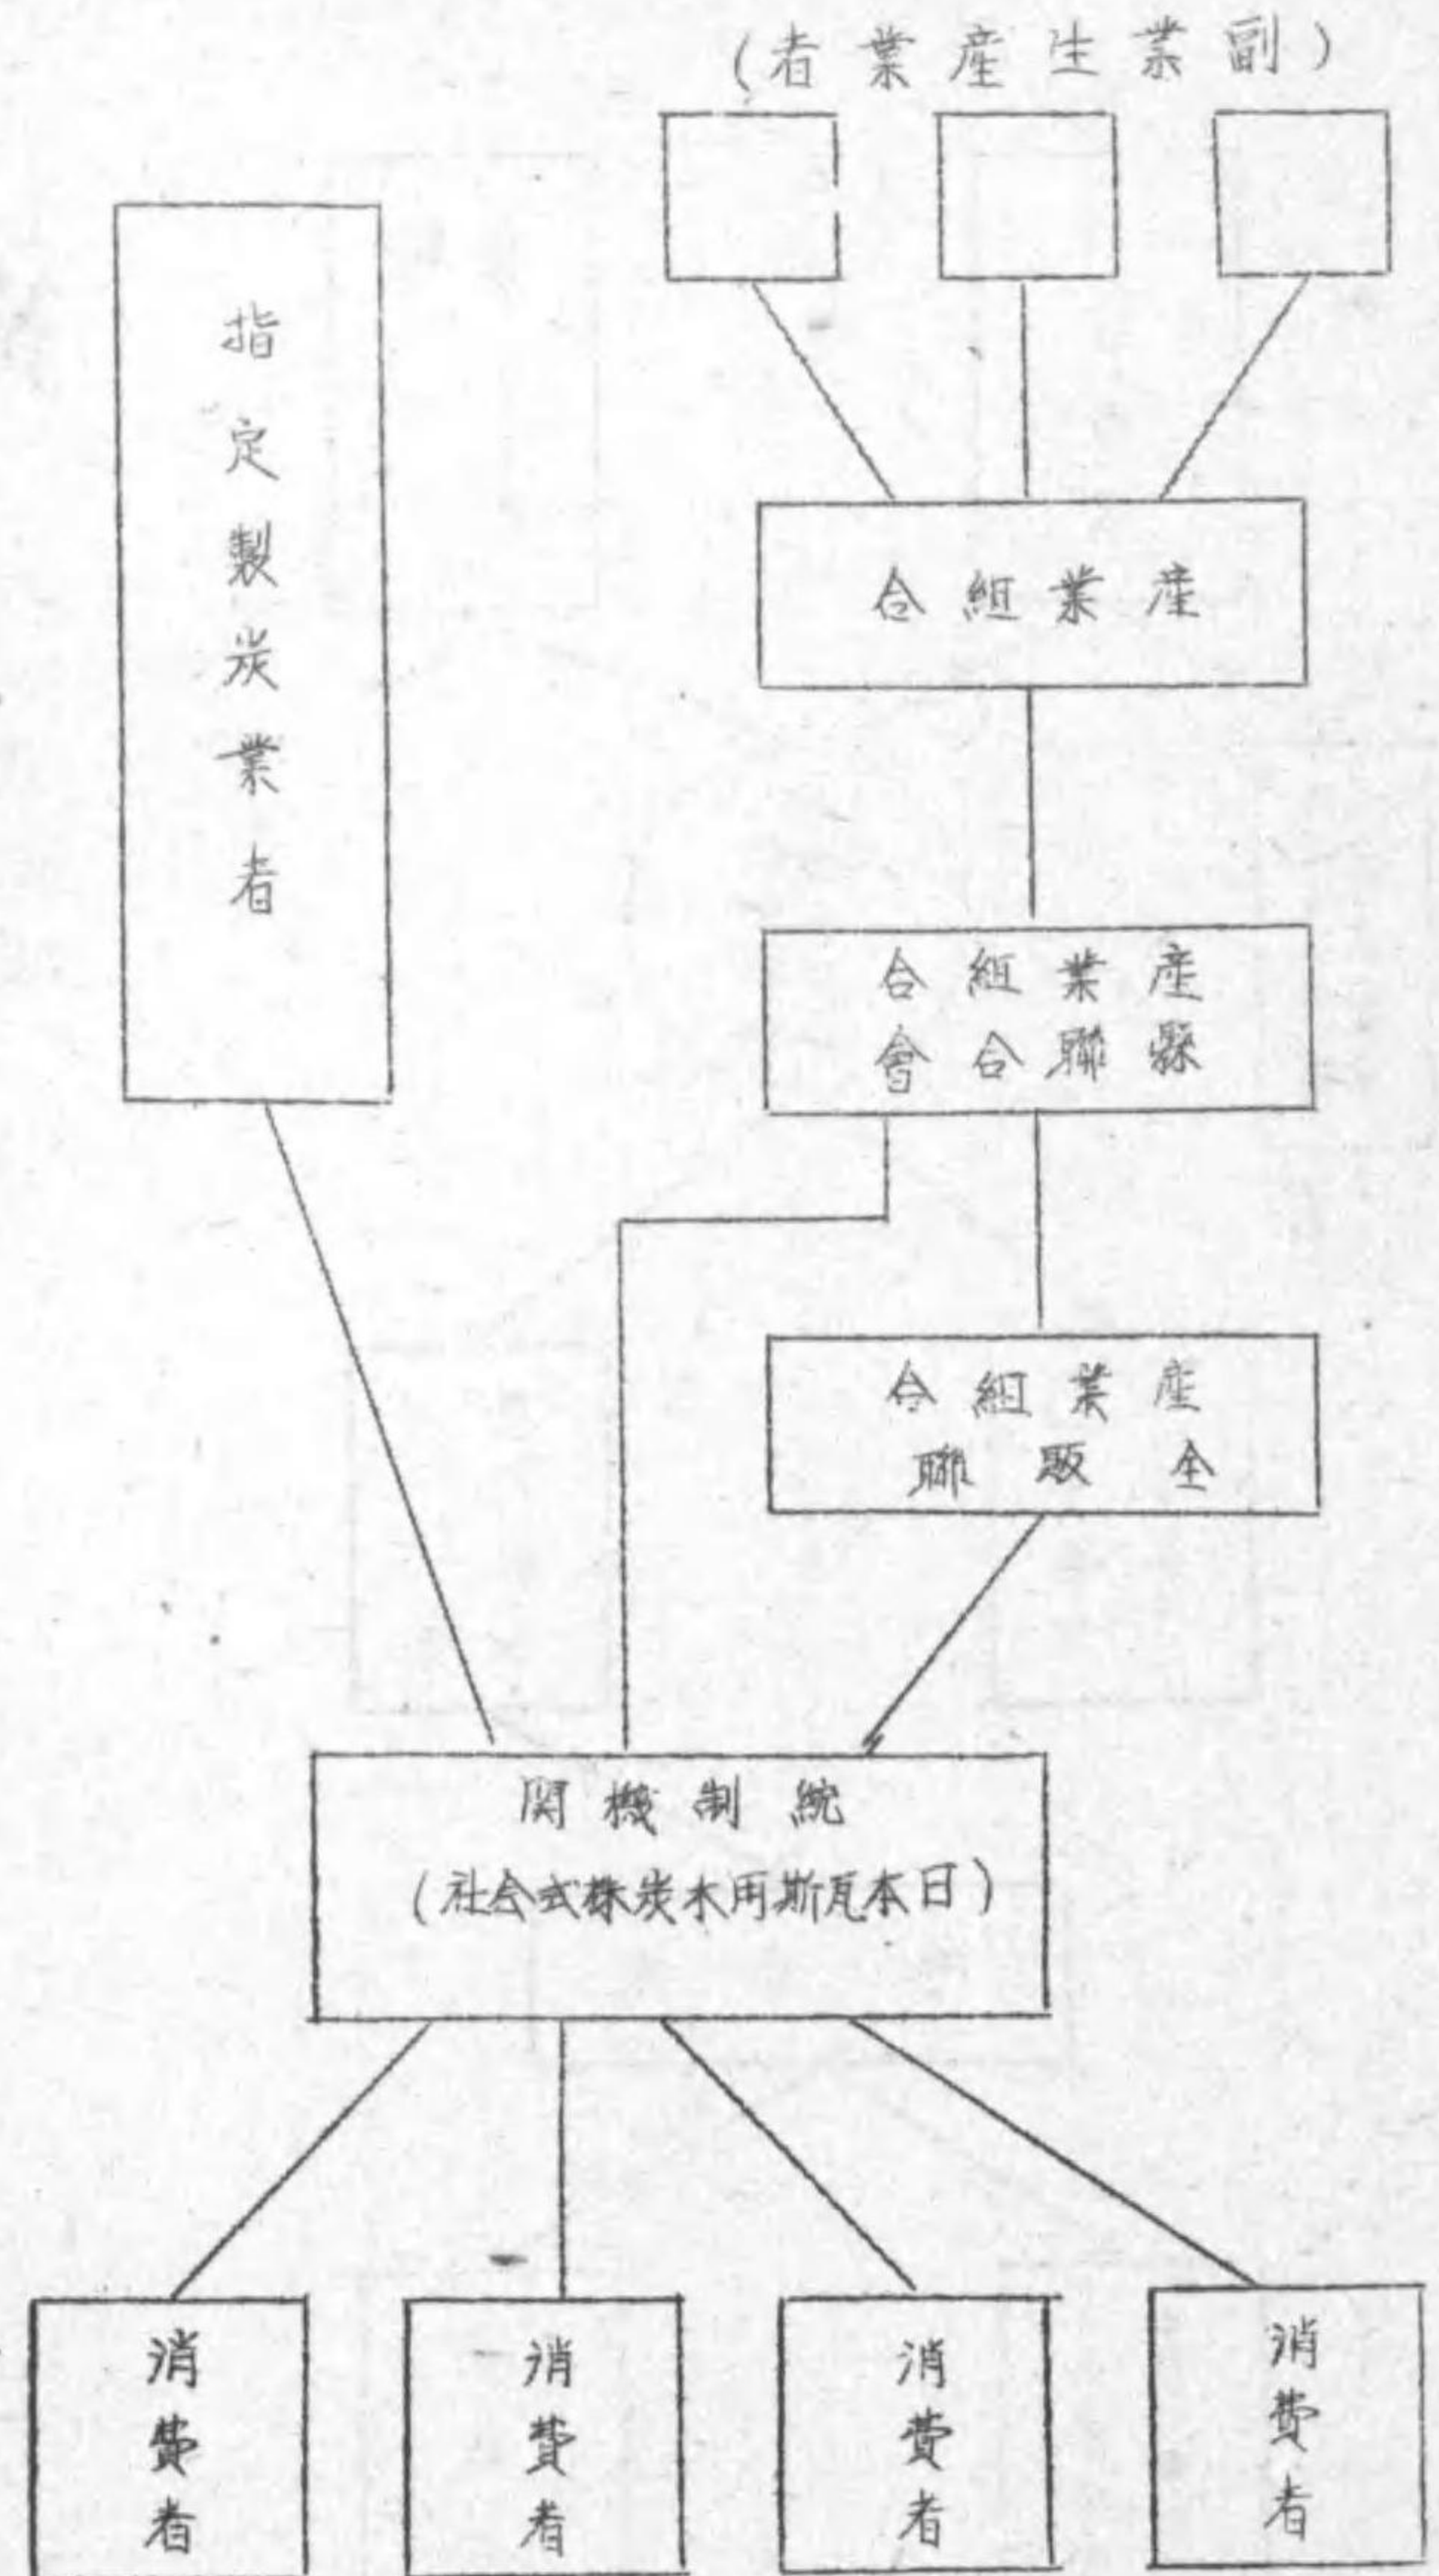 （副業生産業者）
指定製炭業者
産業組合
産業組合
縣聯合會
産業組合
全販聯
統制機関
（日本瓦斯用木炭株式会社）
消費者
消費者
消費者
消費者